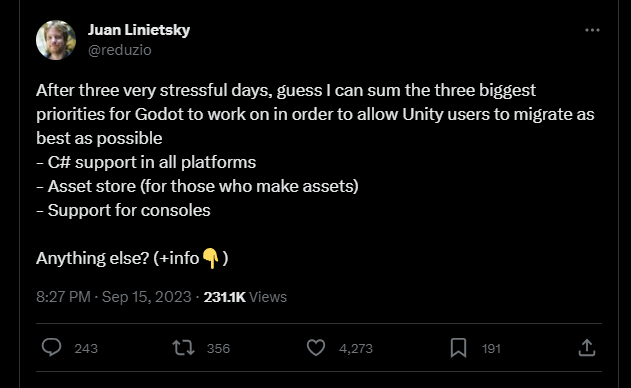 Juan Linietsky
@reduzio
After three very stressful days, guess I can sum the three biggest
priorities for Godot to work on in order to allow Unity users to migrate as
best as possible
- C# support in all platforms
- Asset store (for those who make assets)
- Support for consoles
Anything else? (+info👇)
8:27 PM · Sep 15, 2023 · 231.1K Views
243 356 4,273 191